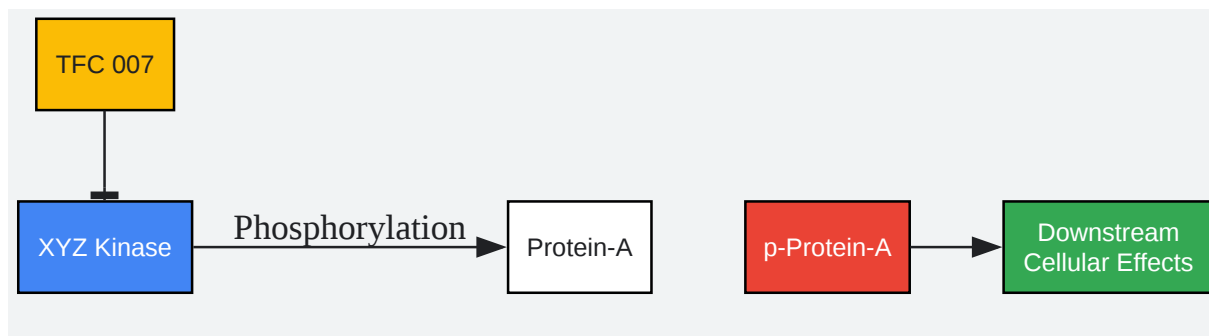 TFC 007
XYZ Kinase
Phosphorylation
Protein-A
p-Protein-A
Downstream
Cellular Effects